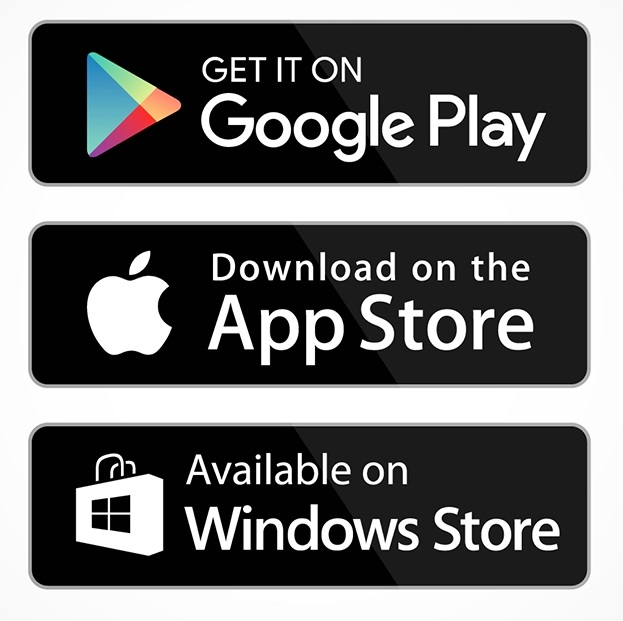 GET IT ON
Google Play
Download on the
App Store
Available on
Windows Store